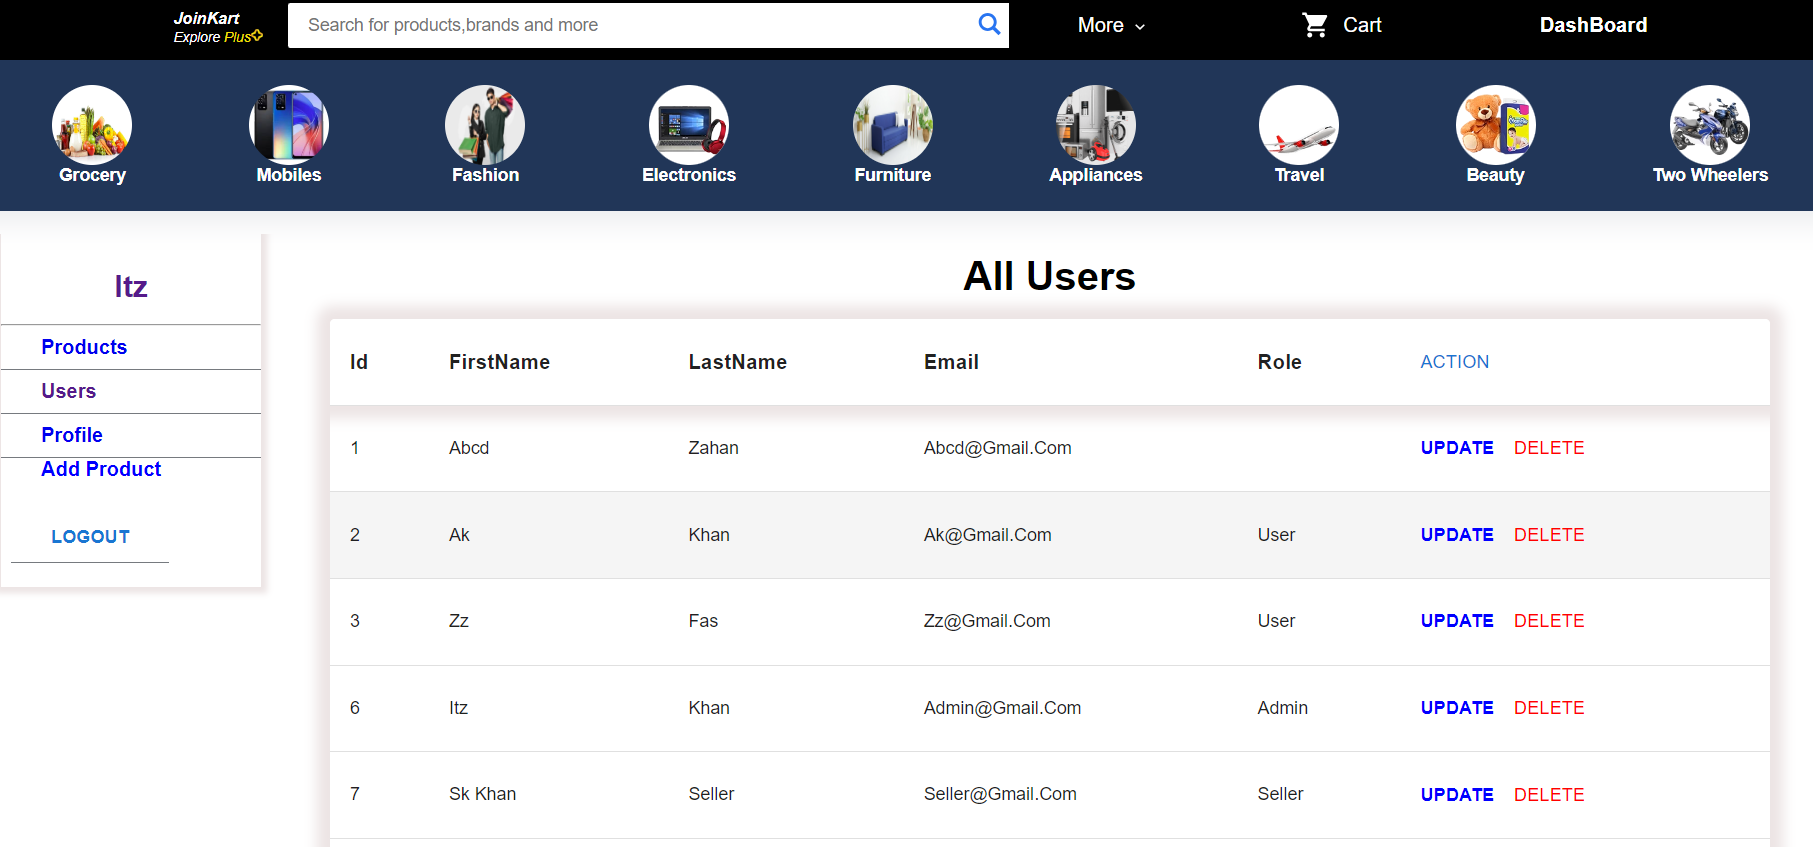 JoinKart
Explore Plus
Search for products,brands and more
More
Cart
DashBoard
Grocery
Mobiles
Fashion
Electronics
Furniture
Appliances
Travel
Beauty
Two Wheelers
Itz
Products
Users
Profile
Add Product
LOGOUT
All Users
Id FirstName LastName Email Role ACTION
1 Abcd Zahan Abcd@Gmail.Com UPDATE DELETE
2 Ak Khan Ak@Gmail.Com User UPDATE DELETE
3 Zz Fas Zz@Gmail.Com User UPDATE DELETE
6 Itz Khan Admin@Gmail.Com Admin UPDATE DELETE
7 Sk Khan Seller Seller@Gmail.Com Seller UPDATE DELETE